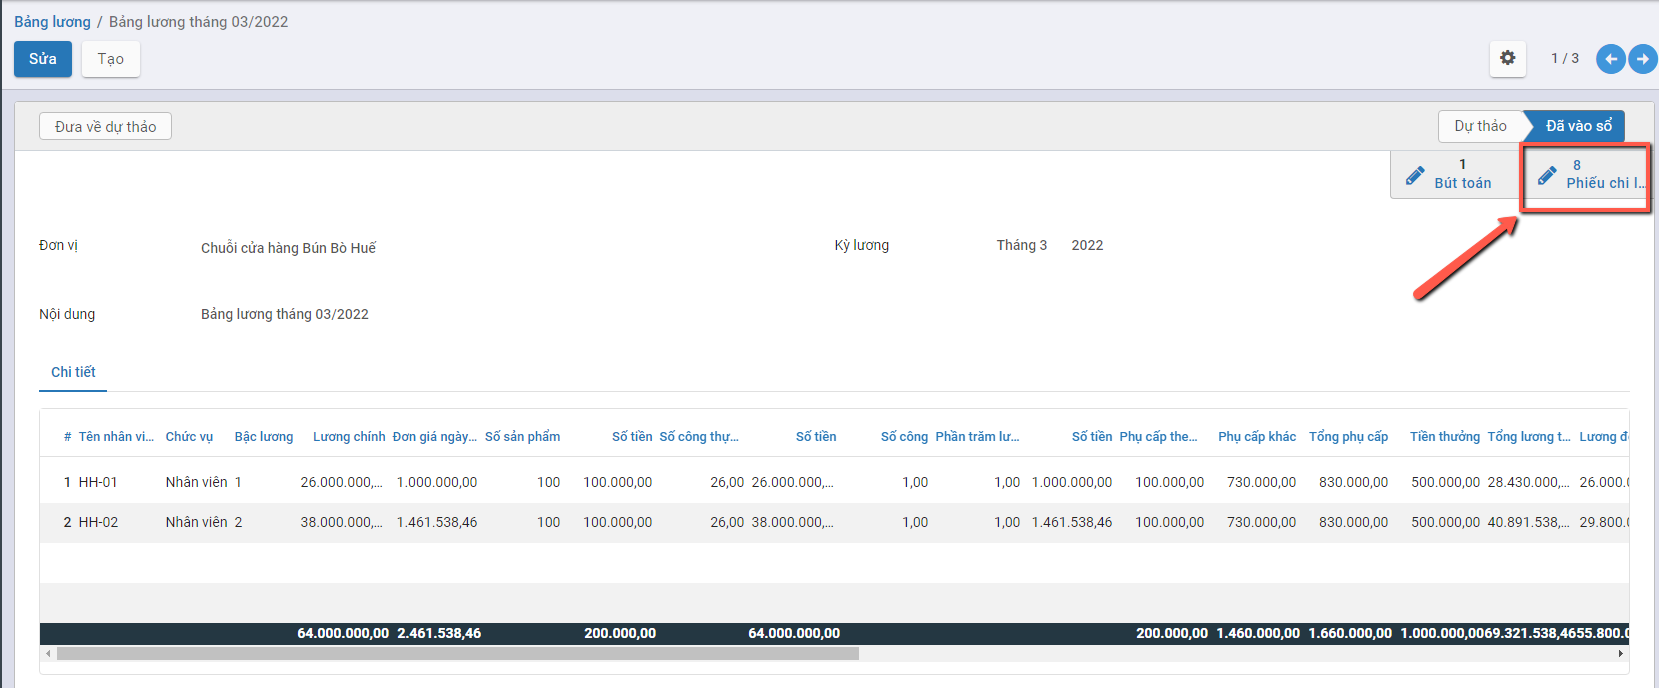 Bảng lương / Bảng lương tháng 03/2022
Sửa Tạo 1 / 3
Đưa về dự thảo Dự thảo Đã vào sổ
1 8
Bút toán Phiếu chi l...
Đơn vị Chuỗi cửa hàng Bún Bò Huế Kỳ lương Tháng 3 2022
Nội dung Bảng lương tháng 03/2022
Chi tiết
# Tên nhân vi... Chức vụ Bậc lương Lương chính Đơn giá ngày... Số sản phẩm Số tiền Số công thự... Số tiền Số công Phần trăm lư... Số tiền Phụ cấp the... Phụ cấp khác Tổng phụ cấp Tiền thưởng Tổng lương t... Lương
1 HH-01 Nhân viên 1 26.000.000,... 1.000.000,00 100 100.000,00 26,00 26.000.000,... 1,00 1,00 1.000.000,00 100.000,00 730.000,00 830.000,00 500.000,00 28.430.000,... 26.000.
2 HH-02 Nhân viên 2 38.000.000,... 1.461.538,46 100 100.000,00 26,00 38.000.000,... 1,00 1,00 1.461.538,46 100.000,00 730.000,00 830.000,00 500.000,00 40.891.538,... 29.800.
64.000.000,00 2.461.538,46 200.000,00 64.000.000,00 200.000,00 1.460.000,00 1.660.000,00 1.000.000,00 69.321.538,46 55.800.